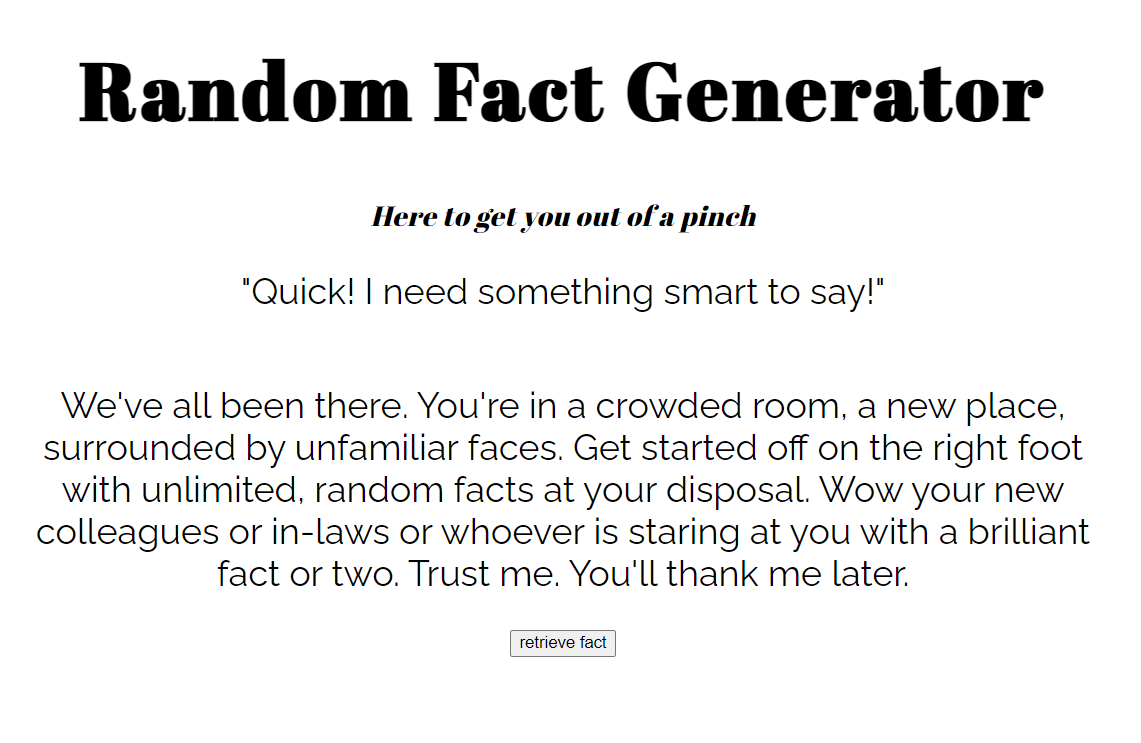 Random Fact Generator
Here to get you out of a pinch
"Quick! I need something smart to say!"
We've all been there. You're in a crowded room, a new place,
surrounded by unfamiliar faces. Get started off on the right foot
with unlimited, random facts at your disposal. Wow your new
colleagues or in-laws or whoever is staring at you with a brilliant
fact or two. Trust me. You'll thank me later.
retrieve fact